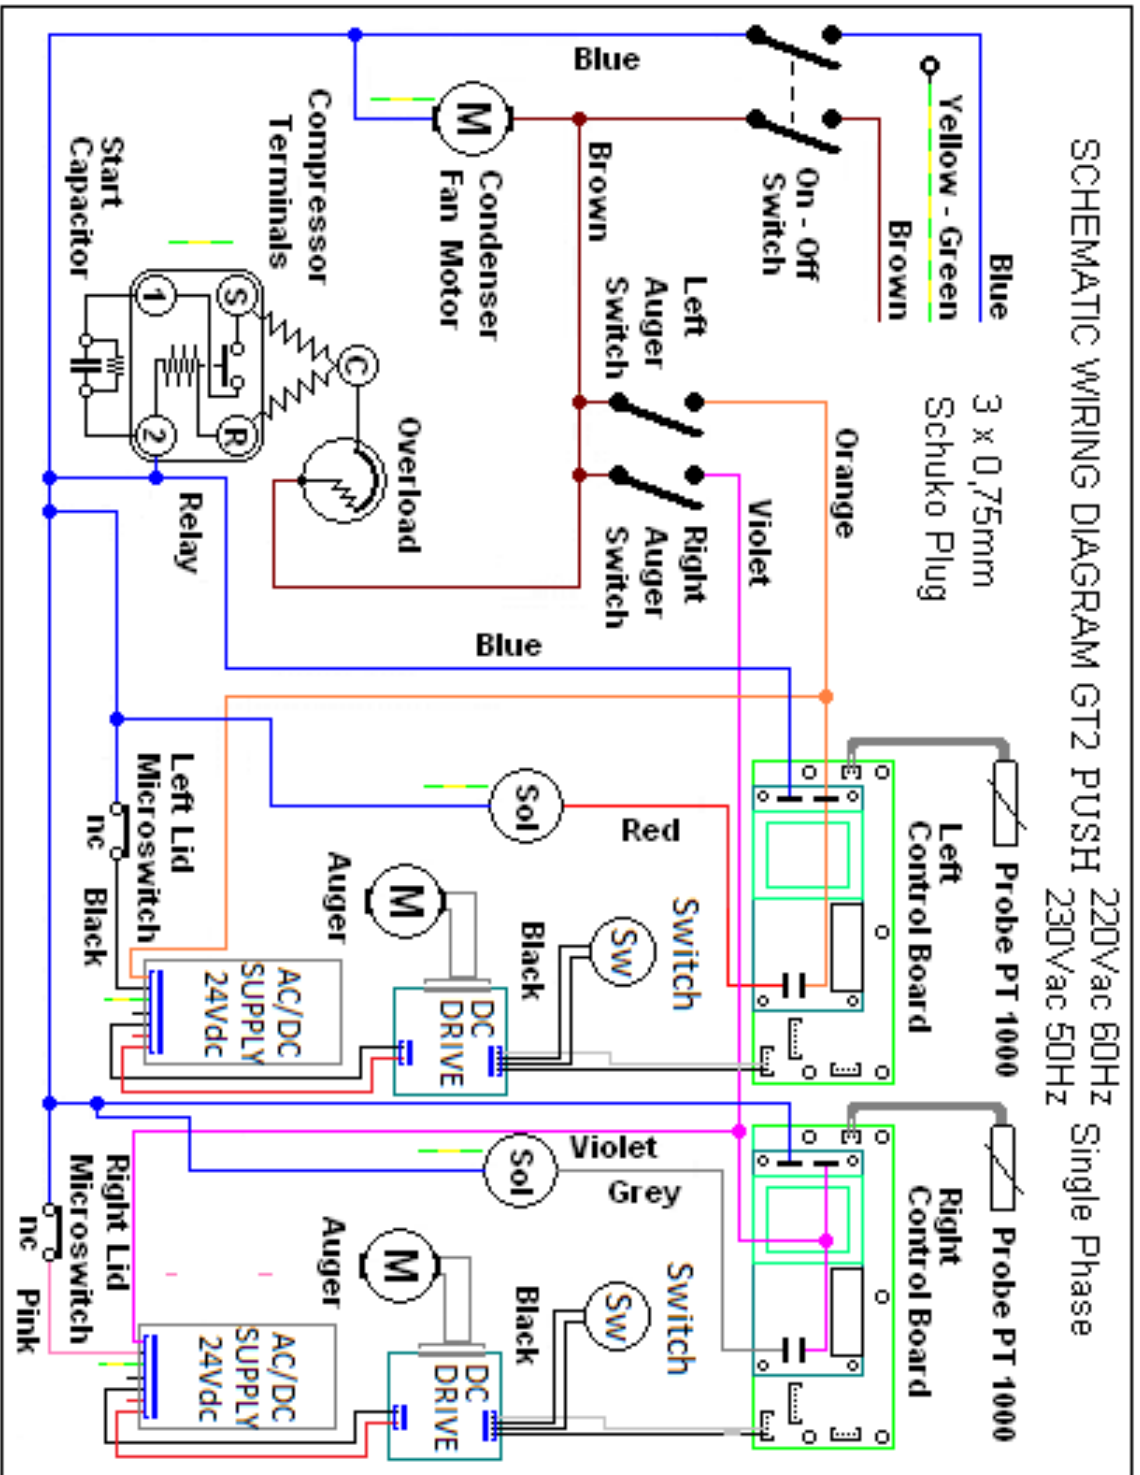 SCHEMATIC WIRING DIAGRAM GT2 PUSH
220Vac 60Hz
230Vac 50Hz
Single Phase
3 x 0,75mm
Schuko Plug
Blue
Yellow - Green
Brown
On - Off
Switch
Blue
Brown
Condenser
Fan Motor
M
Compressor
Terminals
Start
Capacitor
1
S
2
R
C
Overload
Relay
Left
Auger
Switch
Right
Auger
Switch
Orange
Violet
Blue
Probe PT 1000
Left
Control Board
Sol
Red
Switch
Sw
Black
M
Auger
DC
DRIVE
AC/DC
SUPPLY
24Vdc
Left Lid
Microswitch
nc
Black
Probe PT 1000
Right
Control Board
Violet
Sol
Grey
Switch
Sw
Black
M
Auger
DC
DRIVE
AC/DC
SUPPLY
24Vdc
Right Lid
Microswitch
nc
Pink